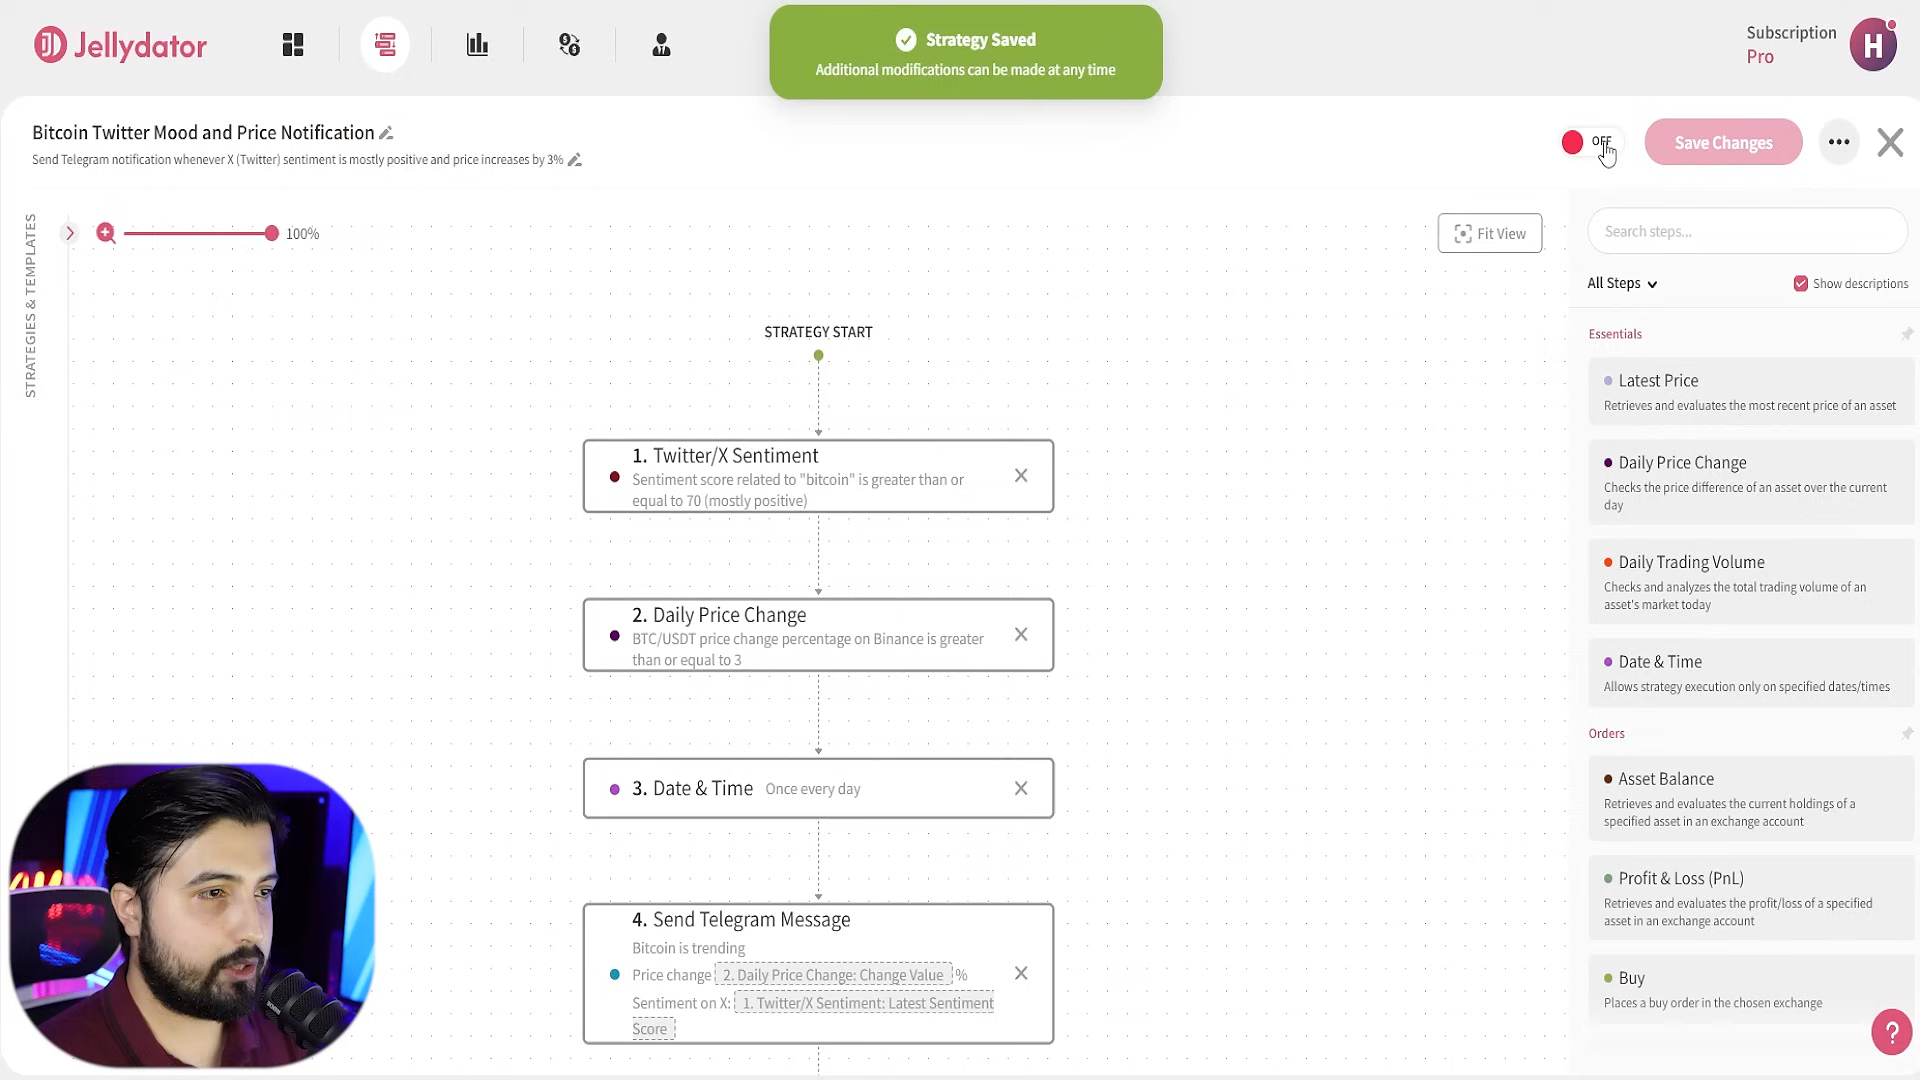 Jellydator
Strategy Saved
Additional modifications can be made at any time
Subscription
Pro
H
Bitcoin Twitter Mood and Price Notification
Send Telegram notification whenever X (Twitter) sentiment is mostly positive and price increases by 3%
OFF
Save Changes
STRATEGIES & TEMPLATES
100%
Fit View
Search steps...
All Steps
Show descriptions
STRATEGY START
1. Twitter/X Sentiment
Sentiment score related to "bitcoin" is greater than or
equal to 70 (mostly positive)
2. Daily Price Change
BTC/USDT price change percentage on Binance is greater
than or equal to 3
3. Date & Time Once every day
4. Send Telegram Message
Bitcoin is trending
Price change 2. Daily Price Change: Change Value %
Sentiment on X: 1. Twitter/X Sentiment: Latest Sentiment
Score
Essentials
Latest Price
Retrieves and evaluates the most recent price of an asset
Daily Price Change
Checks the price difference of an asset over the current
day
Daily Trading Volume
Checks and analyzes the total trading volume of an
asset's market today
Date & Time
Allows strategy execution only on specified dates/times
Orders
Asset Balance
Retrieves and evaluates the current holdings of a
specified asset in an exchange account
Profit & Loss (PnL)
Retrieves and evaluates the profit/loss of a specified
asset in an exchange account
Buy
Places a buy order in the chosen exchange
?